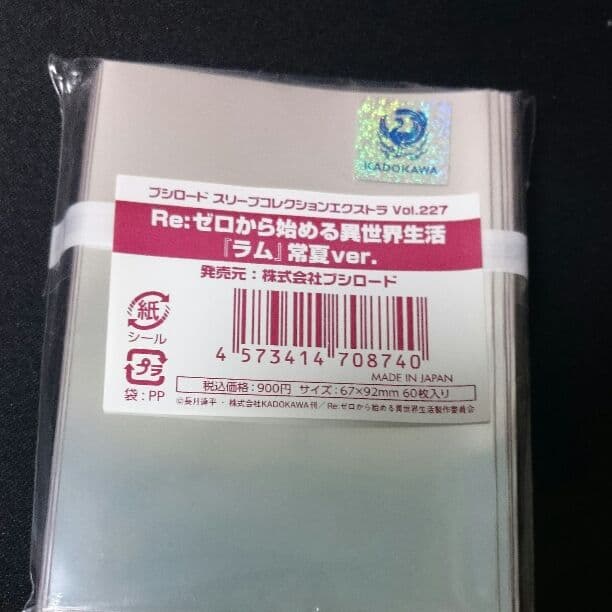 KADOKAWA
ブシロード スリーブコレクションエクストラ Vol.227
Re:ゼロから始める異世界生活
『ラム』常夏ver.
発売元:株式会社ブシロード
紙
シール
プラ
袋:PP
4 573414 708740
MADE IN JAPAN
税込価格:900円 サイズ:67×92mm 60枚入り
©長月達平・株式会社KADOKAWA刊/Re:ゼロから始める異世界生活製作委員会